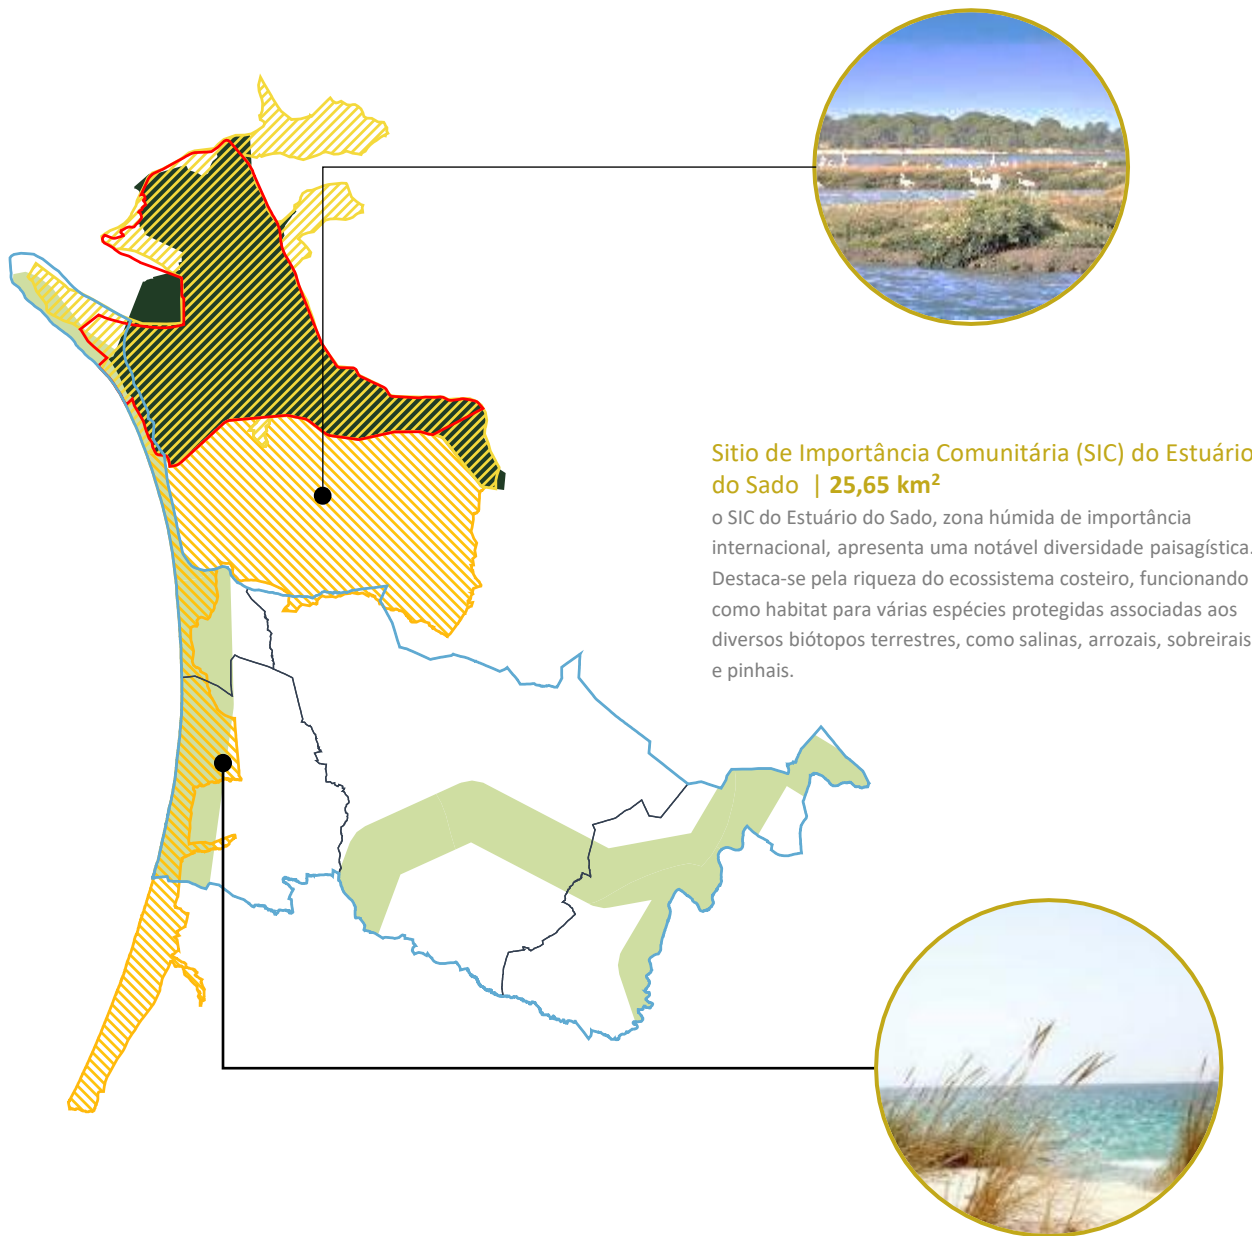 Sitio de Importância Comunitária (SIC) do Estuário
do Sado | 25,65 km²
o SIC do Estuário do Sado, zona húmida de importância
internacional, apresenta uma notável diversidade paisagística.
Destaca-se pela riqueza do ecossistema costeiro, funcionando
como habitat para várias espécies protegidas associadas aos
diversos biótopos terrestres, como salinas, arrozais, sobreirais
e pinhais.